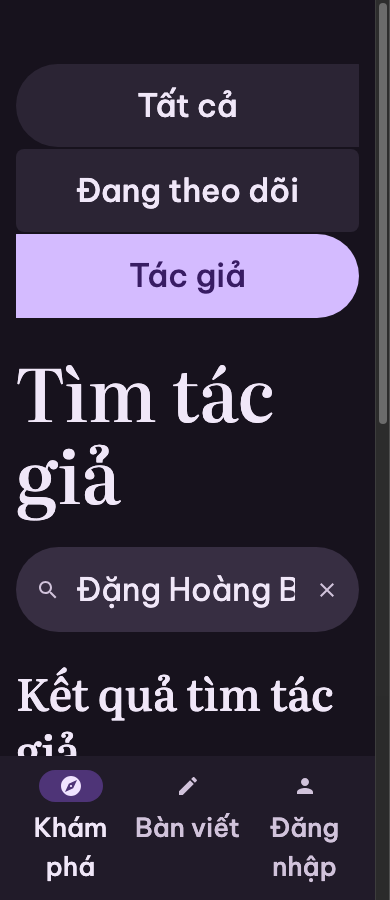 Tất cả
Đang theo dõi
Tác giả
Tìm tác
giả
Đặng Hoàng B
Kết quả tìm tác
giả
Khám
phá
Bàn viết
Đăng
nhập